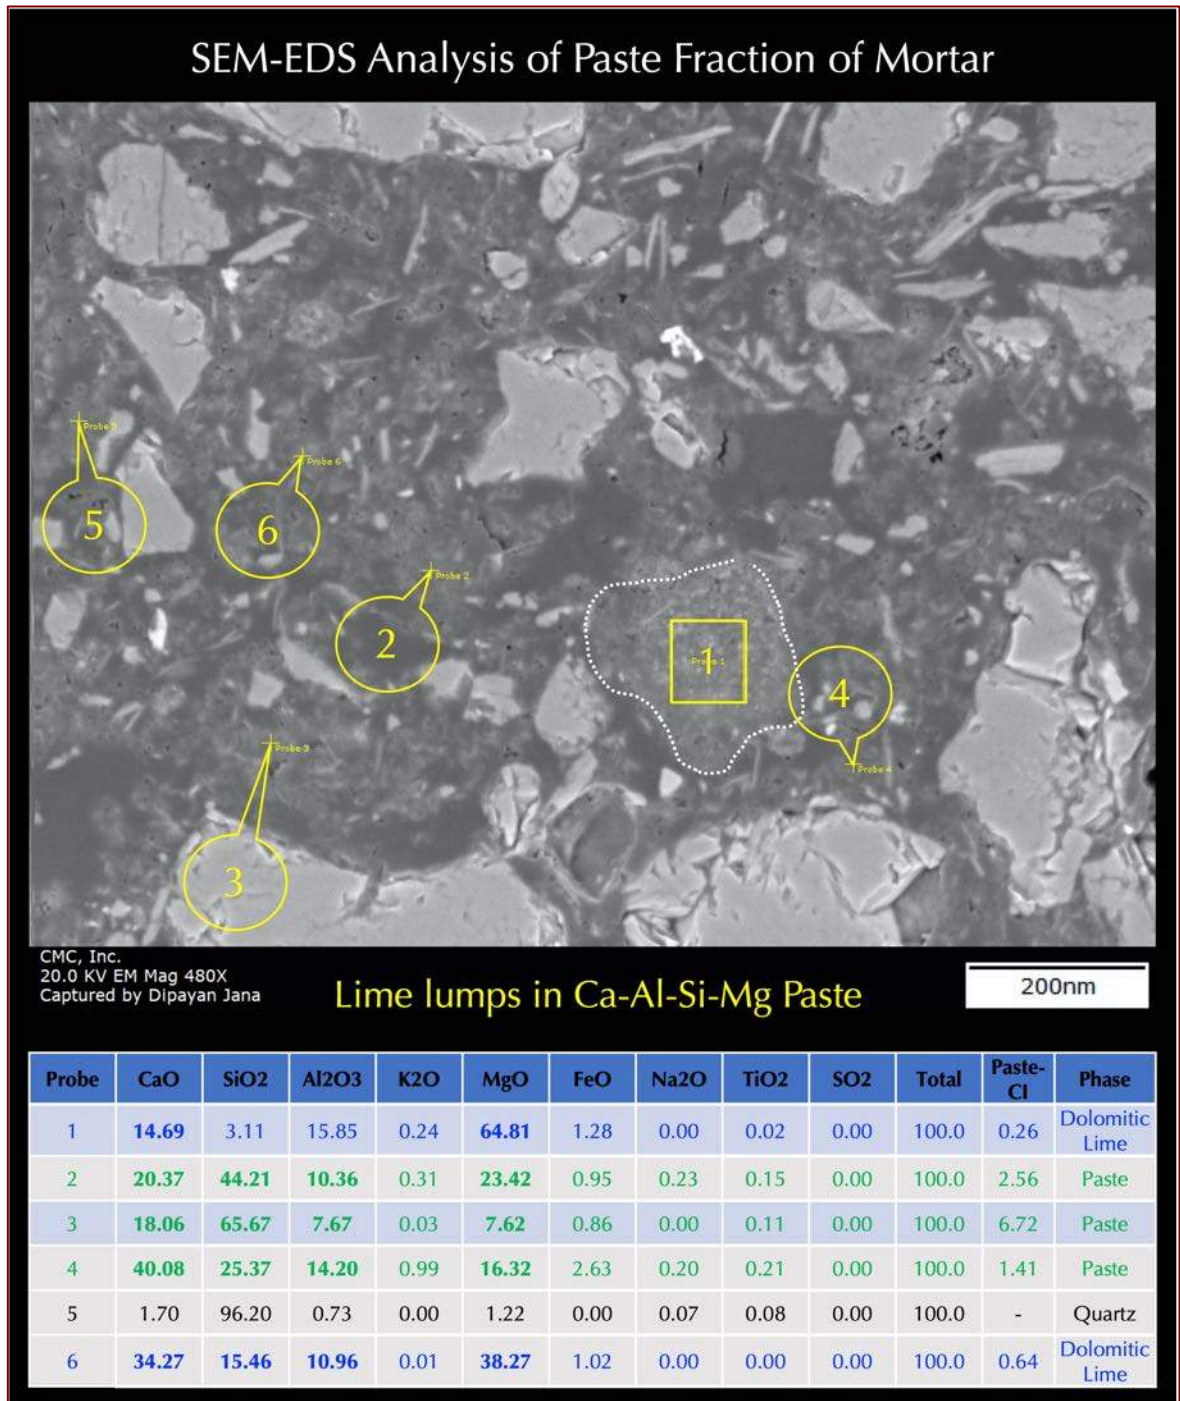 SEM-EDS Analysis of Paste Fraction of Mortar
Probe 5
Probe 6
5
6
Probe 2
2
1
Probe 1
4
Probe 3
Probe 4
3
CMC, Inc.
20.0 KV EM Mag 480X
Captured by Dipayan Jana
Lime lumps in Ca-Al-Si-Mg Paste
200nm
Probe CaO SiO2 Al2O3 K2O MgO FeO Na2O TiO2 SO2 Total Paste-CI Phase
1 14.69 3.11 15.85 0.24 64.81 1.28 0.00 0.02 0.00 100.0 0.26 Dolomitic Lime
2 20.37 44.21 10.36 0.31 23.42 0.95 0.23 0.15 0.00 100.0 2.56 Paste
3 18.06 65.67 7.67 0.03 7.62 0.86 0.00 0.11 0.00 100.0 6.72 Paste
4 40.08 25.37 14.20 0.99 16.32 2.63 0.20 0.21 0.00 100.0 1.41 Paste
5 1.70 96.20 0.73 0.00 1.22 0.00 0.07 0.08 0.00 100.0 - Quartz
6 34.27 15.46 10.96 0.01 38.27 1.02 0.00 0.00 0.00 100.0 0.64 Dolomitic Lime